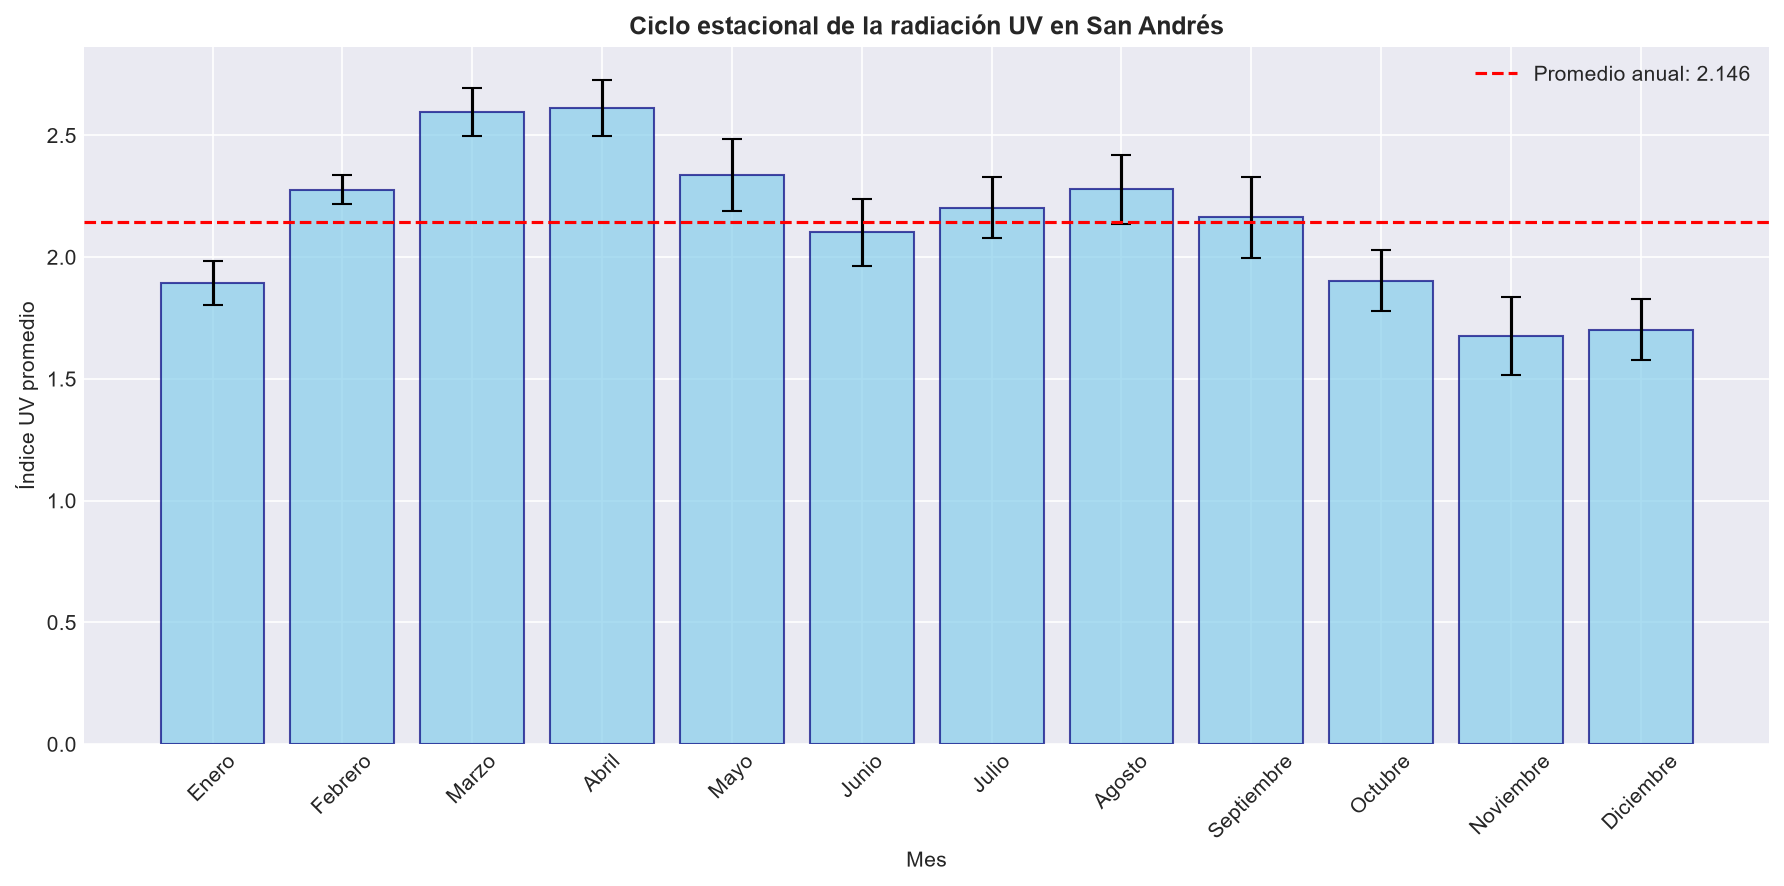 Ciclo estacional de la radiación UV en San Andrés
Promedio anual: 2.146
Índice UV promedio
2.5
2.0
1.5
1.0
0.5
0.0
Enero
Febrero
Marzo
Abril
Mayo
Junio
Julio
Agosto
Septiembre
Octubre
Noviembre
Diciembre
Mes